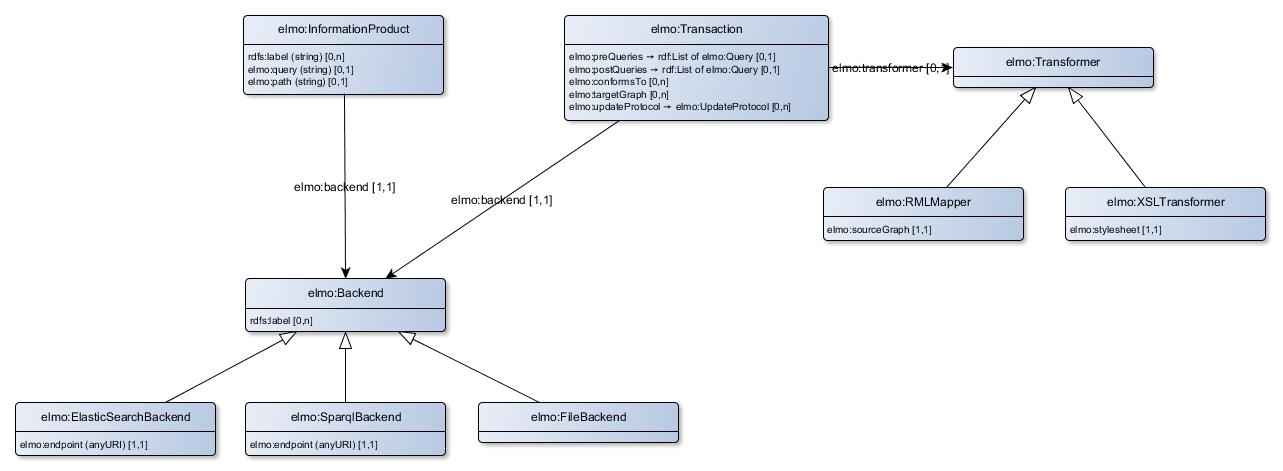 elmo:InformationProduct
rdfs:label (string) [0,n]
elmo:query (string) [0,1]
elmo:path (string) [0,1]
elmo:Transaction
elmo:preQueries → rdf:List of elmo:Query [0,1]
elmo:postQueries → rdf:List of elmo:Query [0,1]
elmo:conformsTo [0,n]
elmo:targetGraph [0,n]
elmo:updateProtocol → elmo:UpdateProtocol [0,n]
elmo:transformer
elmo:Transformer
elmo:backend [1,1]
elmo:backend [1,1]
elmo:RMLMapper
elmo:sourceGraph [1,1]
elmo:XSLTransformer
elmo:stylesheet [1,1]
elmo:Backend
rdfs:label [0,n]
elmo:ElasticSearchBackend
elmo:endpoint (anyURI) [1,1]
elmo:SparqlBackend
elmo:endpoint (anyURI) [1,1]
elmo:FileBackend